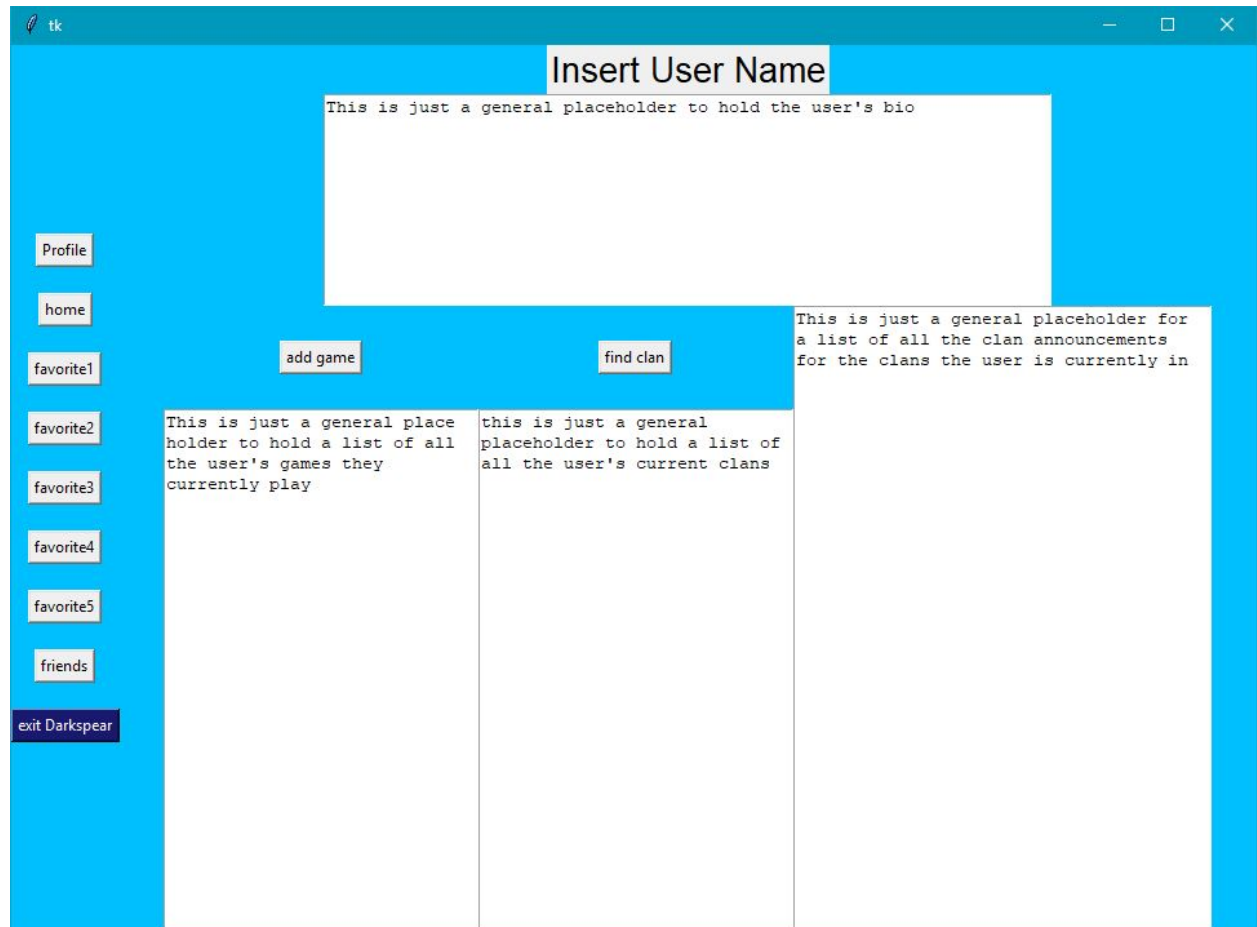 tk
Insert User Name
This is just a general placeholder to hold the user's bio
Profile
home
favorite1
favorite2
favorite3
favorite4
favorite5
friends
exit Darkspear
add game
find clan
This is just a general place
holder to hold a list of all
the user's games they
currently play
this is just a general
placeholder to hold a list of
all the user's current clans
This is just a general placeholder for
a list of all the clan announcements
for the clans the user is currently in